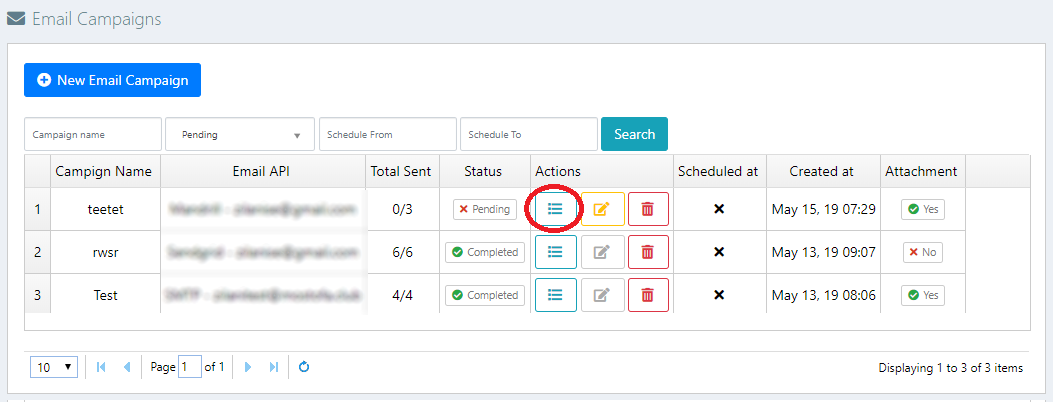 Email Campaigns
New Email Campaign
Campaign name Pending Schedule From Schedule To Search
Campign Name Email API Total Sent Status Actions Scheduled at Created at Attachment
1 teetet 0/3 Pending May 15, 19 07:29 Yes
2 rwsr 6/6 Completed May 13, 19 09:07 No
3 Test 4/4 Completed May 13, 19 08:06 Yes
10 Page 1 of 1 Displaying 1 to 3 of 3 items